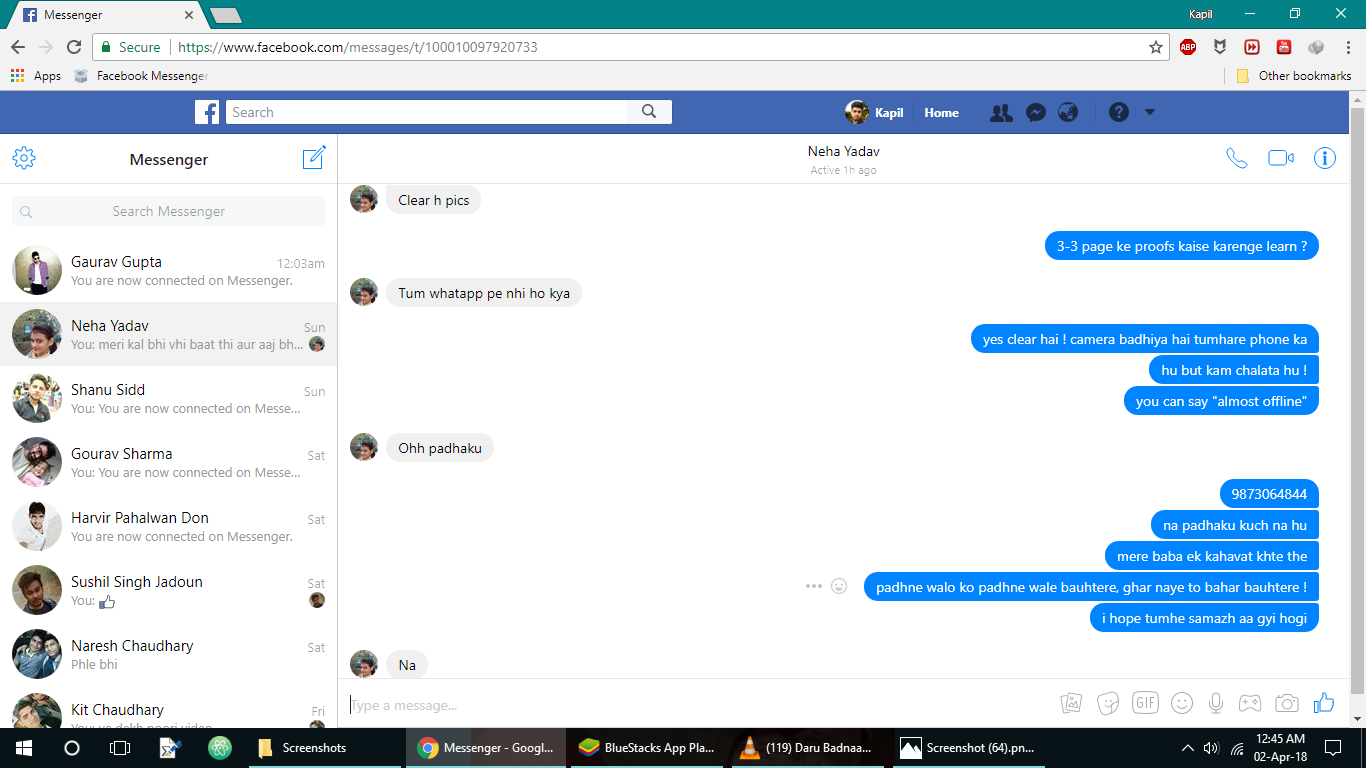 Messenger
Kapil
Secure
https://www.facebook.com/messages/t/100010097920733
ABP
Apps
Facebook Messenger
Other bookmarks
Search
Kapil
Home
Messenger
Search Messenger
Gaurav Gupta
12:03am
You are now connected on Messenger.
Neha Yadav
Sun
You: meri kal bhi vhi baat thi aur aaj bh...
Shanu Sidd
Sun
You: You are now connected on Messe...
Gourav Sharma
Sat
You: You are now connected on Messe...
Harvir Pahalwan Don
Sat
You are now connected on Messenger.
Sushil Singh Jadoun
Sat
You:
Naresh Chaudhary
Sat
Phle bhi
Kit Chaudhary
Fri
Neha Yadav
Active 1h ago
Clear h pics
3-3 page ke proofs kaise karenge learn ?
Tum whatapp pe nhi ho kya
yes clear hai ! camera badhiya hai tumhare phone ka
hu but kam chalata hu !
you can say "almost offline"
Ohh padhaku
9873064844
na padhaku kuch na hu
mere baba ek kahavat khte the
padhne walo ko padhne wale bauhtere, ghar naye to bahar bauhtere !
i hope tumhe samazh aa gyi hogi
Na
Type a message...
GIF
Screenshots
Messenger - Googl...
BlueStacks App Pla...
(119) Daru Badnaa...
Screenshot (64).pn...
12:45 AM
02-Apr-18